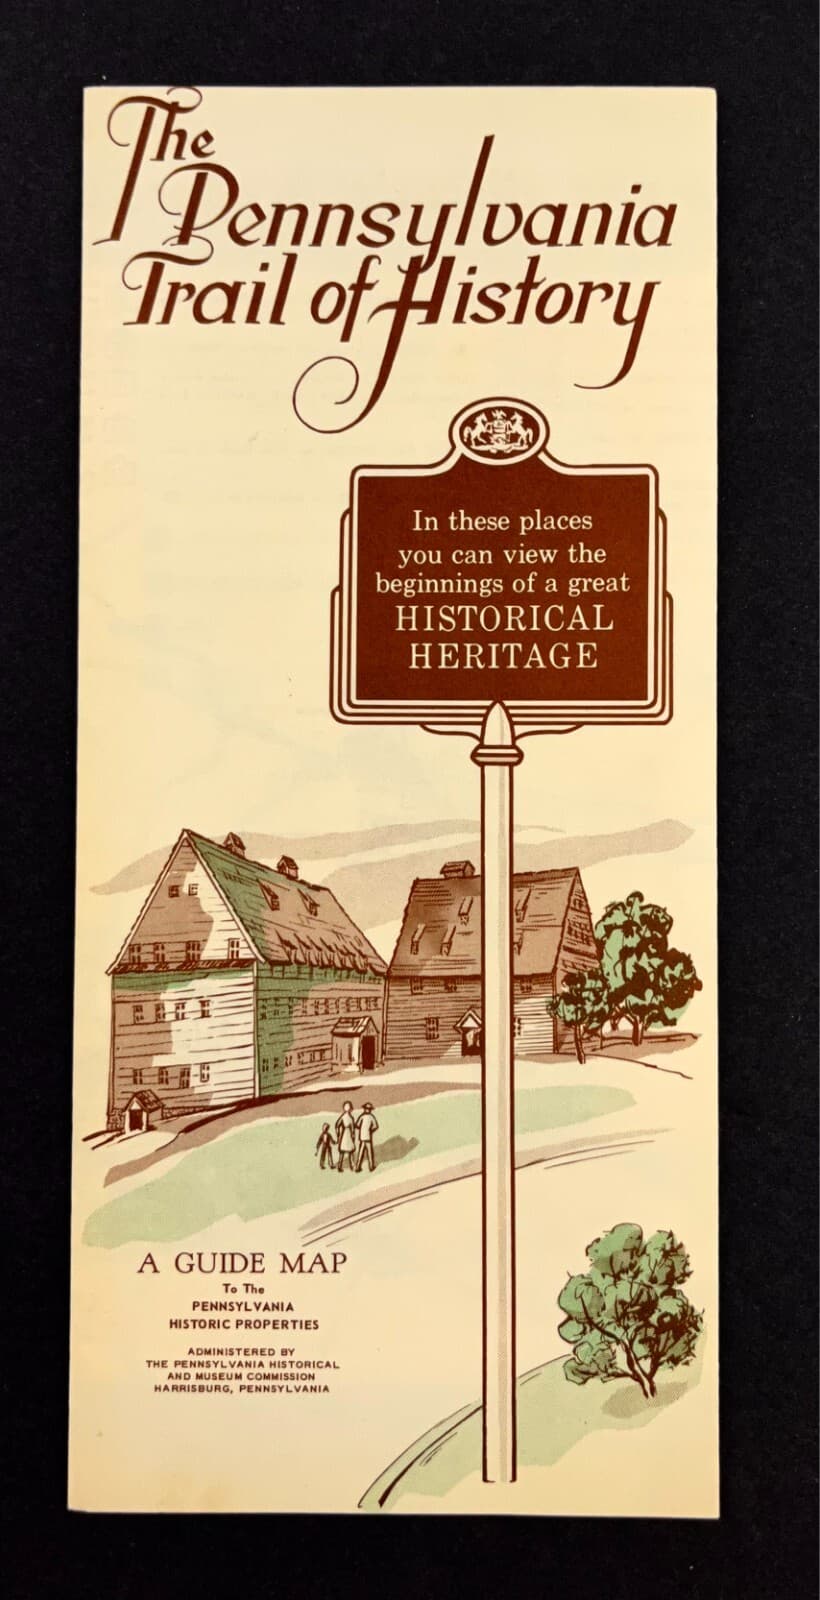 The
Pennsylvania
Trail of History
In these places
you can view the
beginnings of a great
HISTORICAL
HERITAGE
A GUIDE MAP
To The
PENNSYLVANIA
HISTORIC PROPERTIES
ADMINISTERED BY
THE PENNSYLVANIA HISTORICAL
AND MUSEUM COMMISSION
HARRISBURG, PENNSYLVANIA